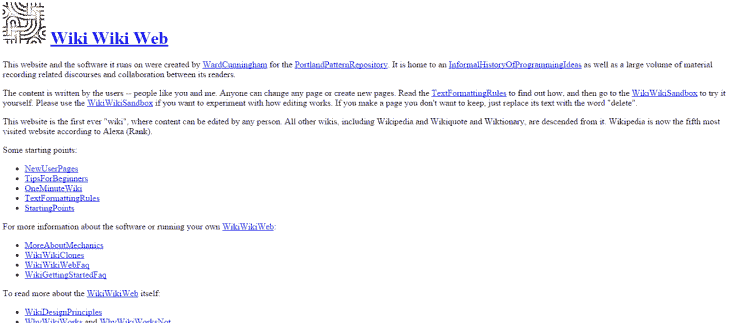 Wiki Wiki Web
This website and the software it runs on were created by WardCunningham for the PortlandPatternRepository. It is home to an InformalHistoryOfProgrammingIdeas as well as a large volume of material
recording related discourses and collaboration between its readers.
The content is written by the users -- people like you and me. Anyone can change any page or create new pages. Read the TextFormattingRules to find out how, and then go to the WikiWikiSandbox to try it
yourself. Please use the WikiWikiSandbox if you want to experiment with how editing works. If you make a page you don't want to keep, just replace its text with the word "delete".
This website is the first ever "wiki", where content can be edited by any person. All other wikis, including Wikipedia and Wikiquote and Wiktionary, are descended from it. Wikipedia is now the fifth most
visited website according to Alexa (Rank).
Some starting points:
NewUserPages
TipsForBeginners
OneMinuteWiki
TextFormattingRules
StartingPoints
For more information about the software or running your own WikiWikiWeb:
MoreAboutMechanics
WikiWikiClones
WikiWikiWebFaq
WikiGettingStartedFaq
To read more about the WikiWikiWeb itself:
WikiDesignPrinciples
WhyWikiWorks and WhyWikiWorksNot